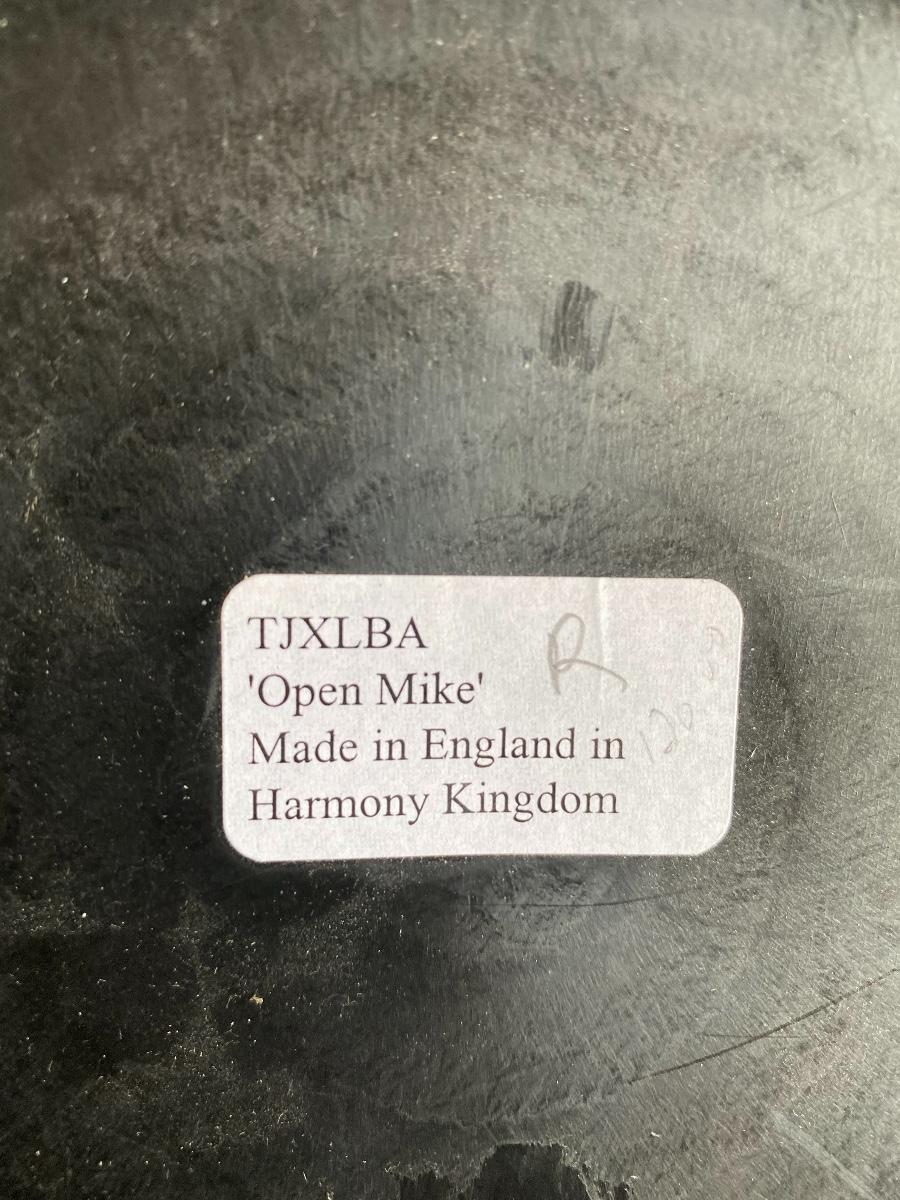 TJXLBA
R
'Open Mike'
Made in England in
Harmony Kingdom